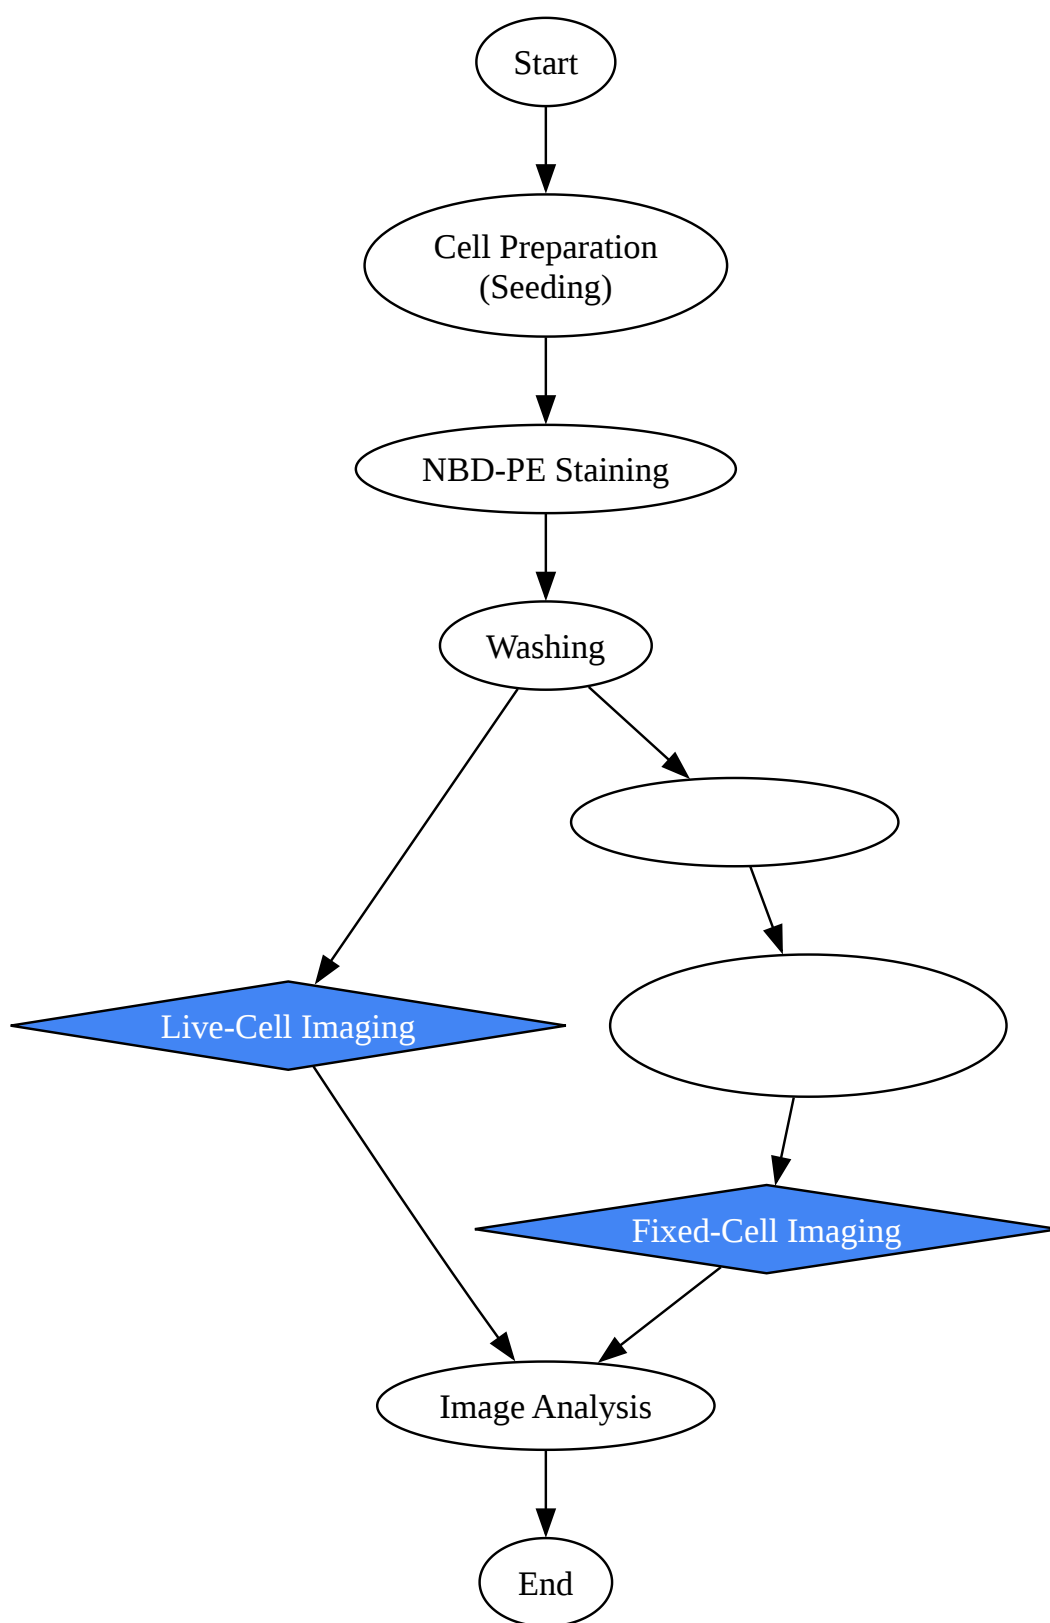 Start
Cell Preparation
(Seeding)
NBD-PE Staining
Washing
Live-Cell Imaging
Fixed-Cell Imaging
Image Analysis
End